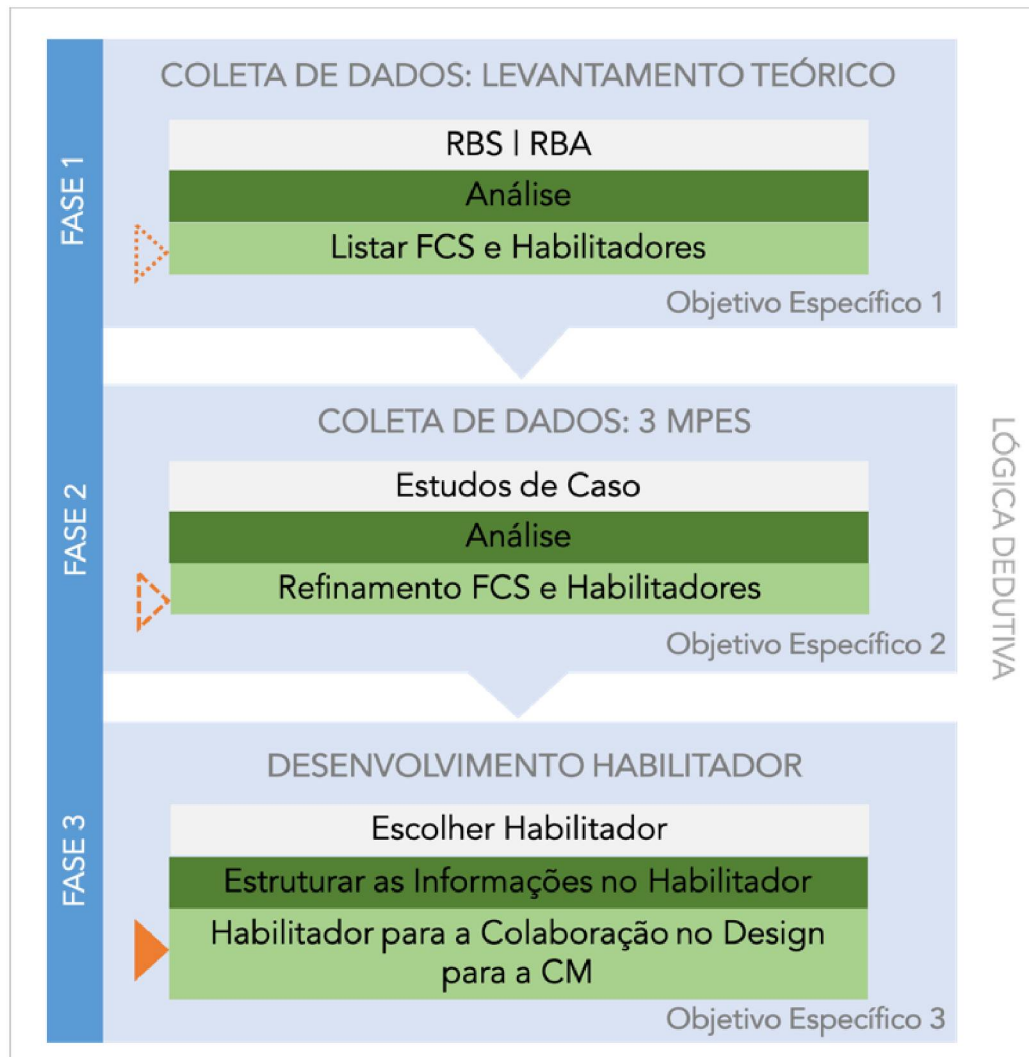 FASE 1
COLETA DE DADOS: LEVANTAMENTO TEÓRICO
RBS | RBA
Análise
Listar FCS e Habilitadores
Objetivo Específico 1
FASE 2
COLETA DE DADOS: 3 MPES
Estudos de Caso
Análise
Refinamento FCS e Habilitadores
Objetivo Específico 2
FASE 3
DESENVOLVIMENTO HABILITADOR
Escolher Habilitador
Estruturar as Informações no Habilitador
Habilitador para a Colaboração no Design
para a CM
Objetivo Específico 3
LÓGICA DEDUTIVA